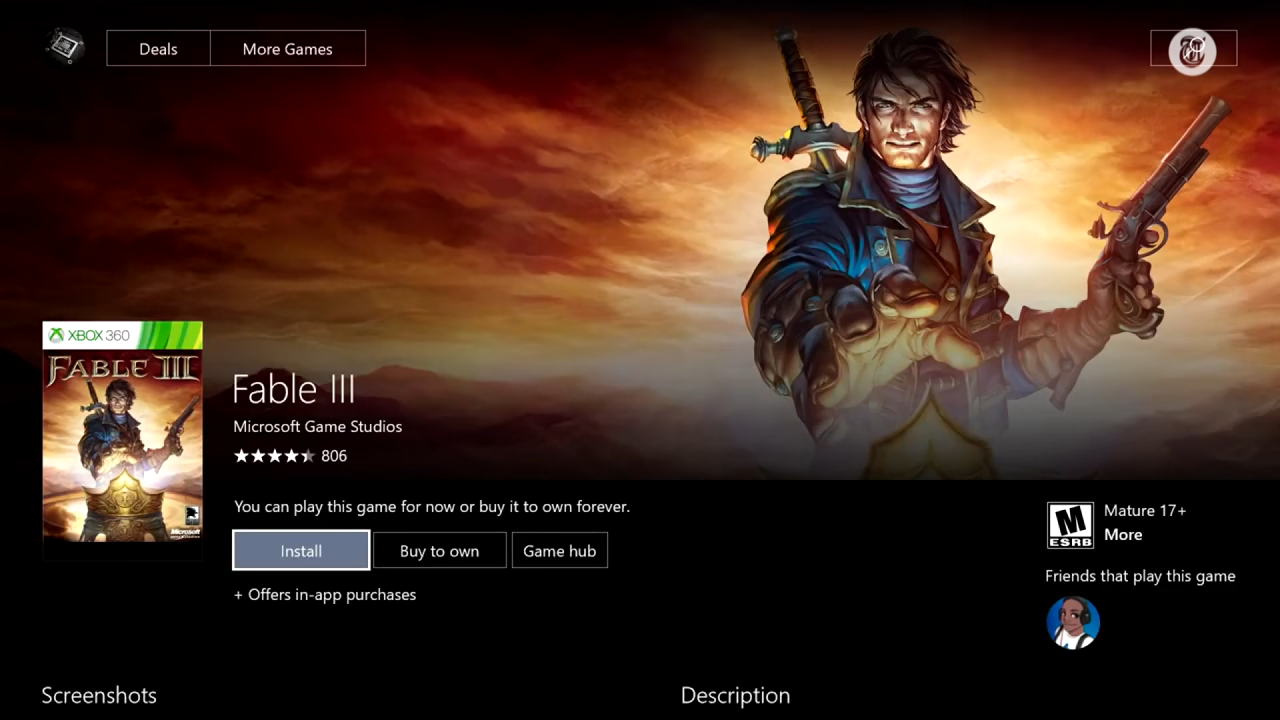 Deals
More Games
XBOX 360
FABLE III
Fable III
Microsoft Game Studios
806
You can play this game for now or buy it to own forever.
Install
Buy to own
Game hub
+ Offers in-app purchases
M
ESRB
Mature 17+
More
Friends that play this game
Screenshots
Description